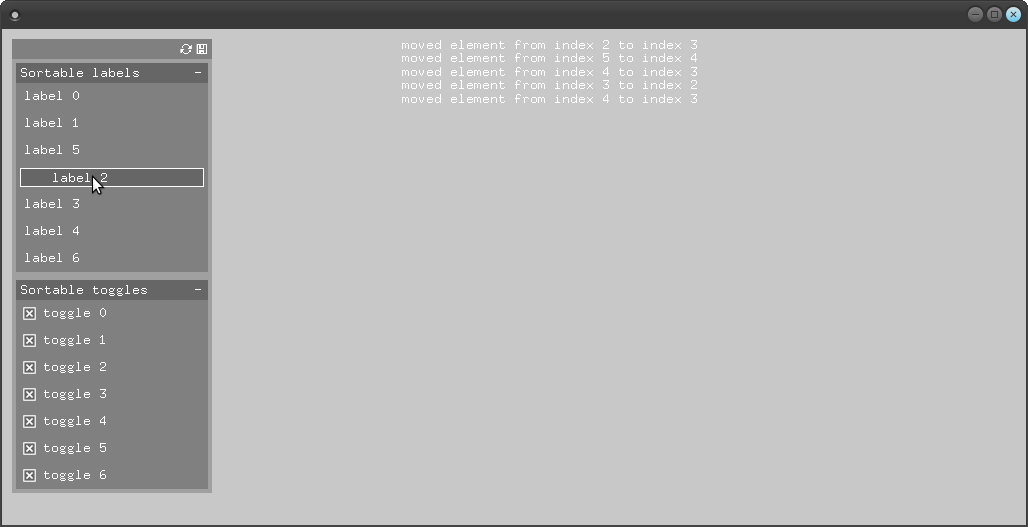 Sortable labels -
label 0
label 1
label 5
label 2
label 3
label 4
label 6
Sortable toggles -
toggle 0
toggle 1
toggle 2
toggle 3
toggle 4
toggle 5
toggle 6
moved element from index 2 to index 3
moved element from index 5 to index 4
moved element from index 4 to index 3
moved element from index 3 to index 2
moved element from index 4 to index 3